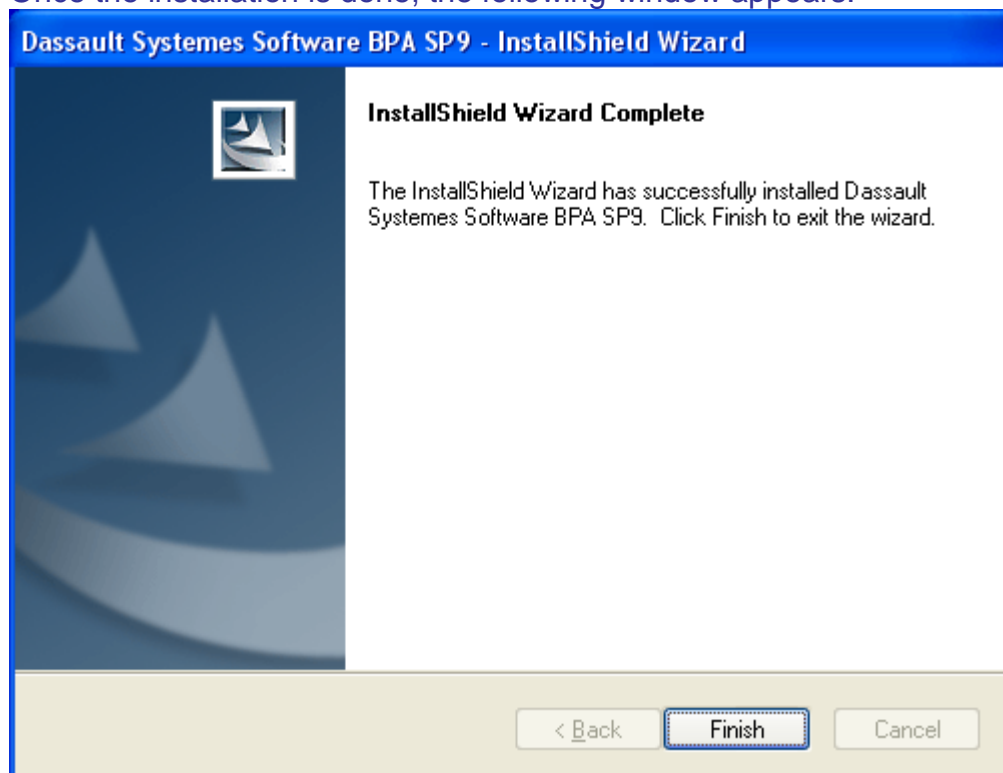 Once the installation is done, the following window appears:
Dassault Systemes Software BPA SP9 - InstallShield Wizard
InstallShield Wizard Complete
The InstallShield Wizard has successfully installed Dassault
Systemes Software BPA SP9. Click Finish to exit the wizard.
< Back
Finish
Cancel